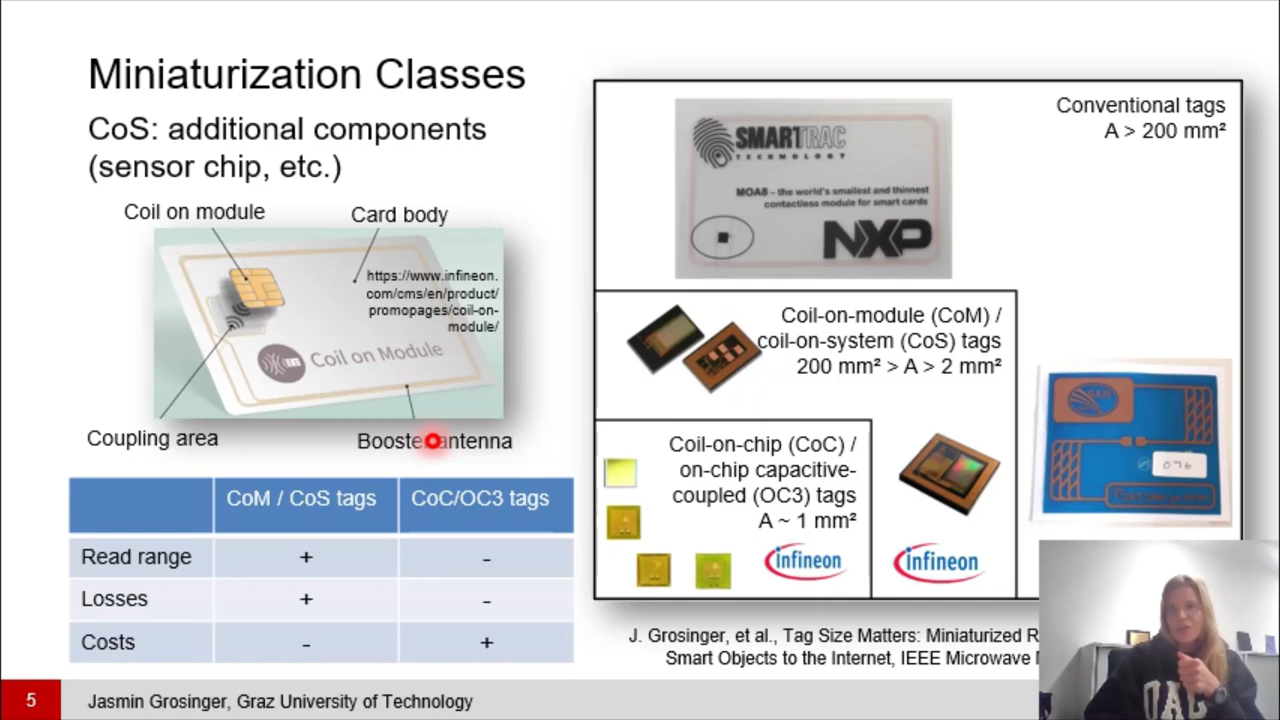 Miniaturization Classes
CoS: additional components
(sensor chip, etc.)
Coil on module
Card body
https://www.infineon.
com/cms/en/product/
promopages/coil-on-
module/
Coil on Module
Coupling area
Booste antenna
CoM / CoS tags
CoC/OC3 tags
Read range
+
-
Losses
+
-
Costs
-
+
Conventional tags
A > 200 mm²
SMARTRAC
TECHNOLOGY
MOA8 – the world's smallest and thinnest
contactless module for smart cards
NXP
Coil-on-module (CoM) /
coil-on-system (CoS) tags
200 mm² > A > 2 mm²
Coil-on-chip (CoC) /
on-chip capacitive-
coupled (OC3) tags
A ~ 1 mm²
infineon
infineon
076
J. Grosinger, et al., Tag Size Matters: Miniaturized R
Smart Objects to the Internet, IEEE Microwave
5
Jasmin Grosinger, Graz University of Technology